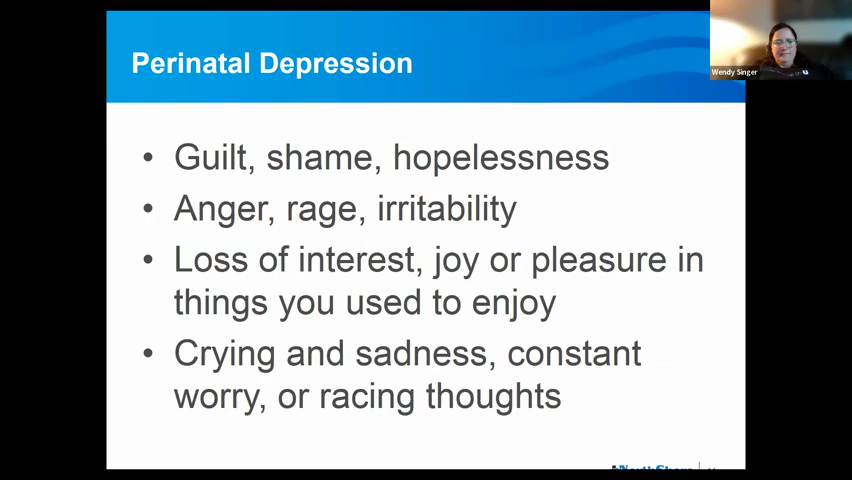 Perinatal Depression
Wendy Singer
• Guilt, shame, hopelessness
• Anger, rage, irritability
• Loss of interest, joy or pleasure in
things you used to enjoy
• Crying and sadness, constant
worry, or racing thoughts
NorthShore